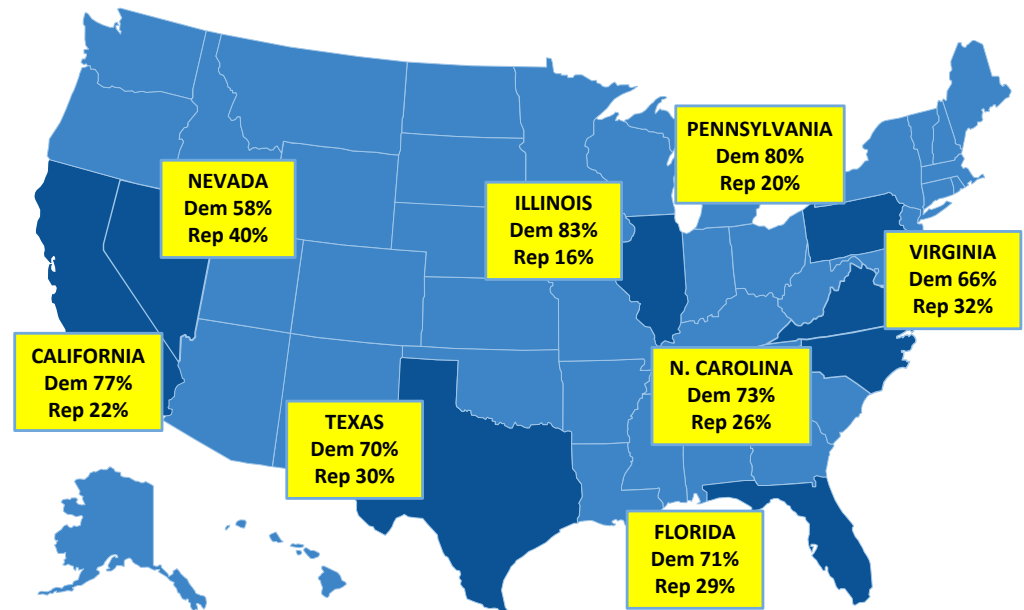 PENNSYLVANIA
Dem 80%
Rep 20%
NEVADA
Dem 58%
Rep 40%
ILLINOIS
Dem 83%
Rep 16%
VIRGINIA
Dem 66%
Rep 32%
CALIFORNIA
Dem 77%
Rep 22%
N. CAROLINA
Dem 73%
Rep 26%
TEXAS
Dem 70%
Rep 30%
FLORIDA
Dem 71%
Rep 29%